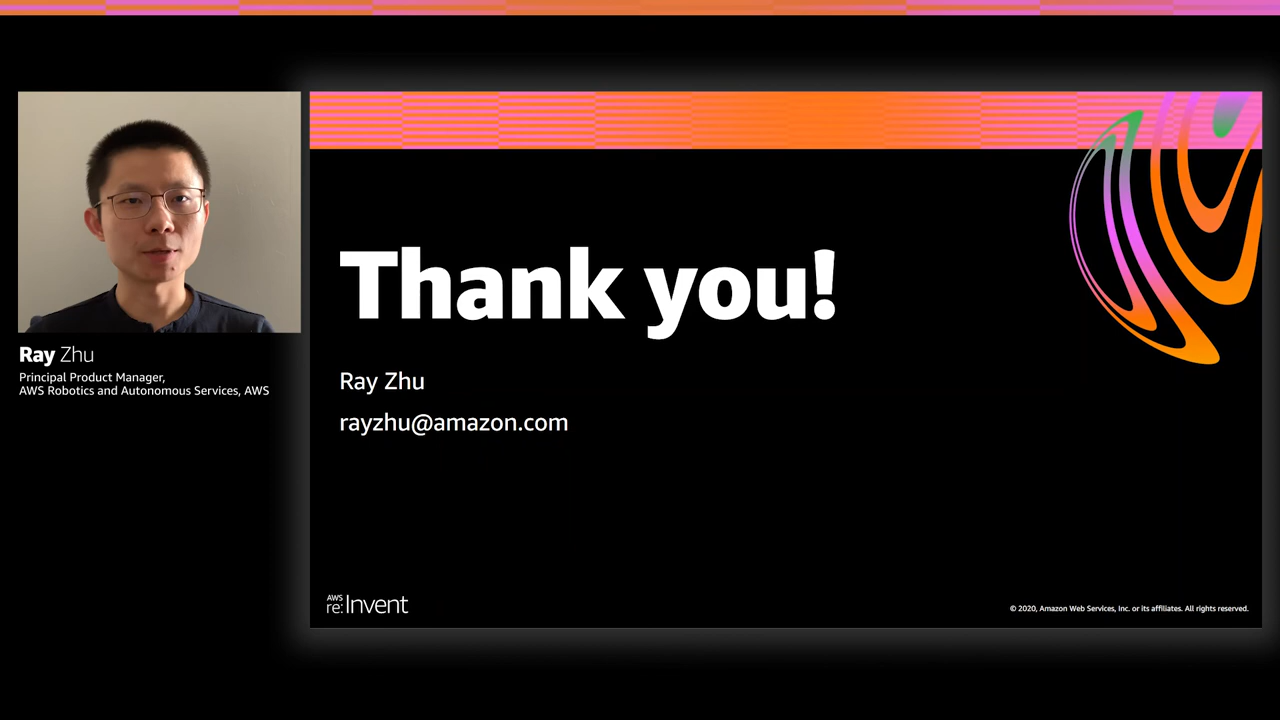 Ray Zhu
Principal Product Manager,
AWS Robotics and Autonomous Services, AWS
Thank you!
Ray Zhu
rayzhu@amazon.com
AWS
re:Invent
© 2020, Amazon Web Services, Inc. or its affiliates. All rights reserved.